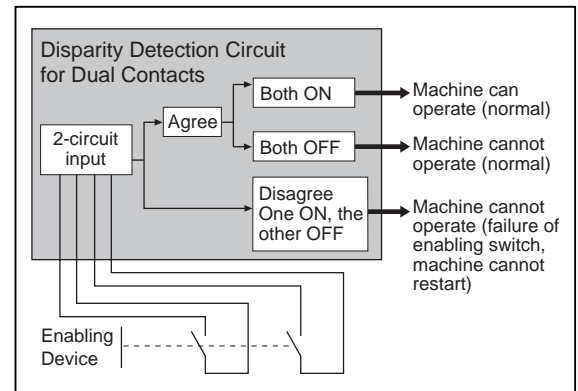 Disparity Detection Circuit
for Dual Contacts
2-circuit
input
Agree
Both ON
Both OFF
Disagree
One ON, the
other OFF
Machine can
operate (normal)
Machine cannot
operate (normal)
Machine cannot
operate (failure of
enabling switch,
machine cannot
restart)
Enabling
Device